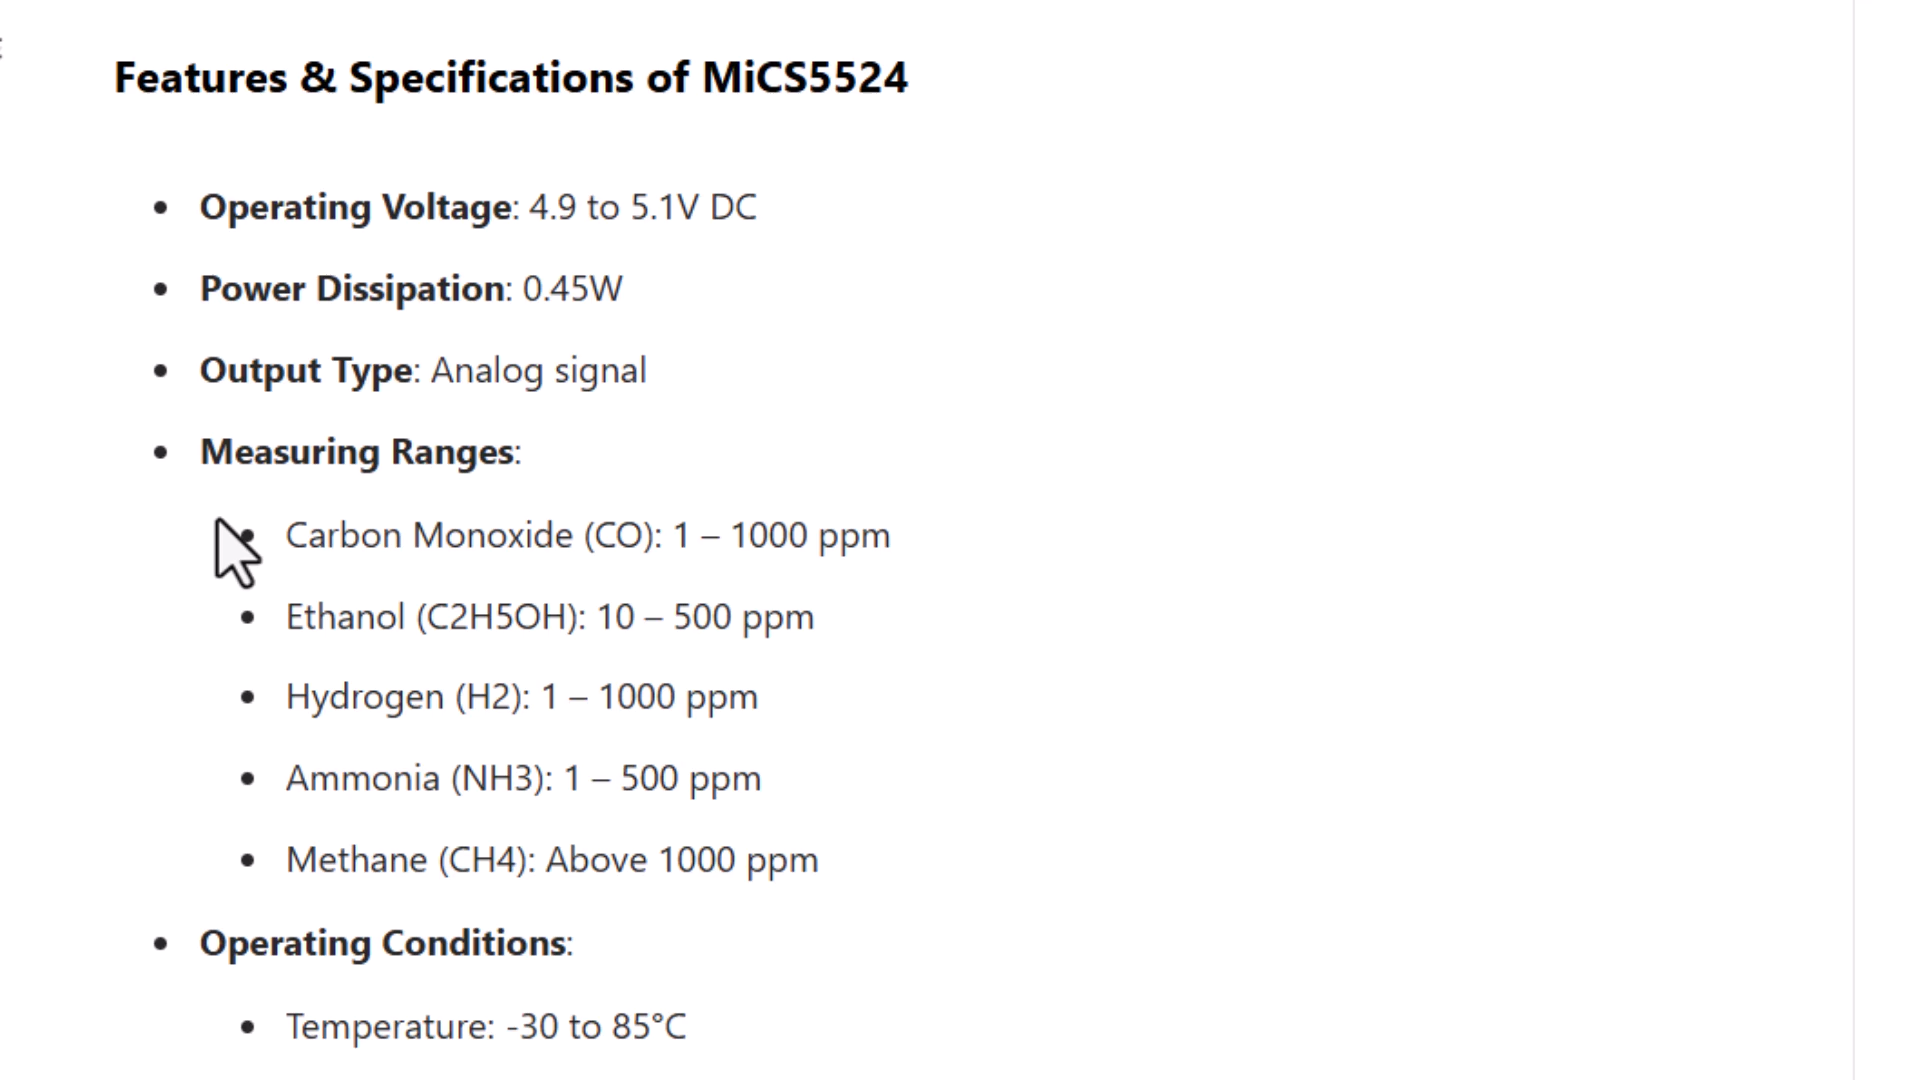 Features & Specifications of MiCS5524
Operating Voltage: 4.9 to 5.1V DC
Power Dissipation: 0.45W
Output Type: Analog signal
Measuring Ranges:
Carbon Monoxide (CO): 1 – 1000 ppm
Ethanol (C2H5OH): 10 – 500 ppm
Hydrogen (H2): 1 – 1000 ppm
Ammonia (NH3): 1 – 500 ppm
Methane (CH4): Above 1000 ppm
Operating Conditions:
Temperature: -30 to 85°C